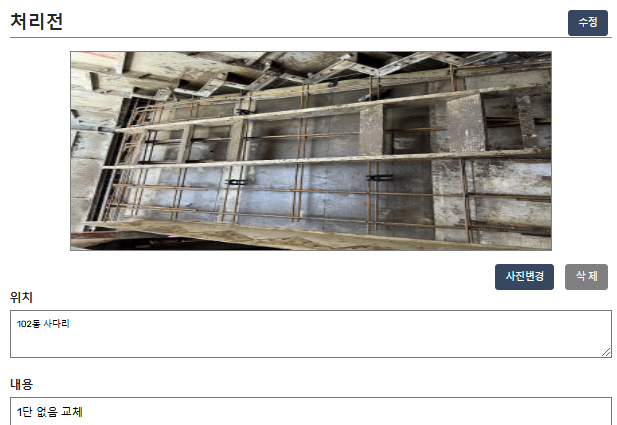 처리전
수정
사진변경
삭 제
위치
102동 사다리
내용
1단 없음 교체